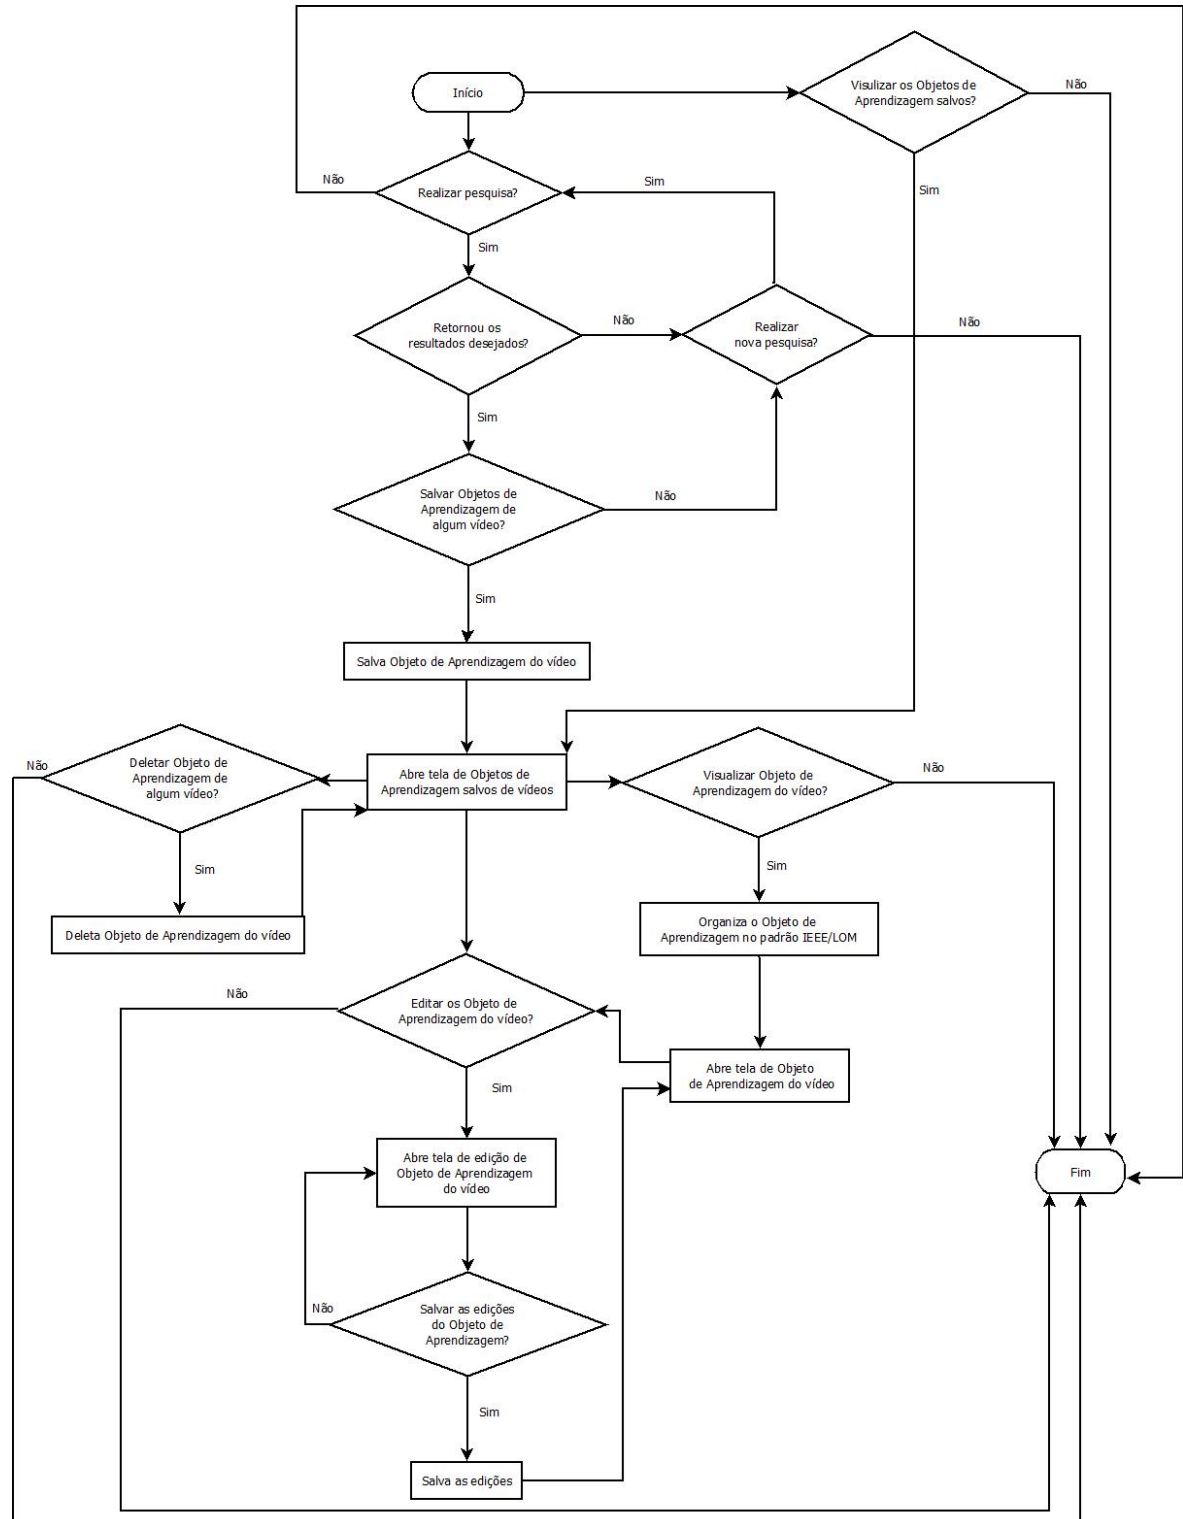 Visulizar os Objetos de
Aprendizagem salvos?
Não
Início
Não
Realizar pesquisa?
Sim
Sim
Sim
Retornou os
resultados desejados?
Não
Realizar
nova pesquisa?
Não
Sim
Salvar Objetos de
Aprendizagem de
algum vídeo?
Não
Sim
Salva Objeto de Aprendizagem do vídeo
Não
Deletar Objeto de
Aprendizagem de
algum vídeo?
Abre tela de Objetos de
Aprendizagem salvos de vídeos
Visualizar Objeto de
Aprendizagem do vídeo?
Não
Sim
Sim
Deleta Objeto de Aprendizagem do vídeo
Organiza o Objeto de
Aprendizagem no padrão IEEE/LOM
Não
Editar os Objeto de
Aprendizagem do vídeo?
Abre tela de Objeto
de Aprendizagem do vídeo
Sim
Abre tela de edição de
Objeto de Aprendizagem
do vídeo
Fim
Não
Salvar as edições
do Objeto de
Aprendizagem?
Sim
Salva as edições